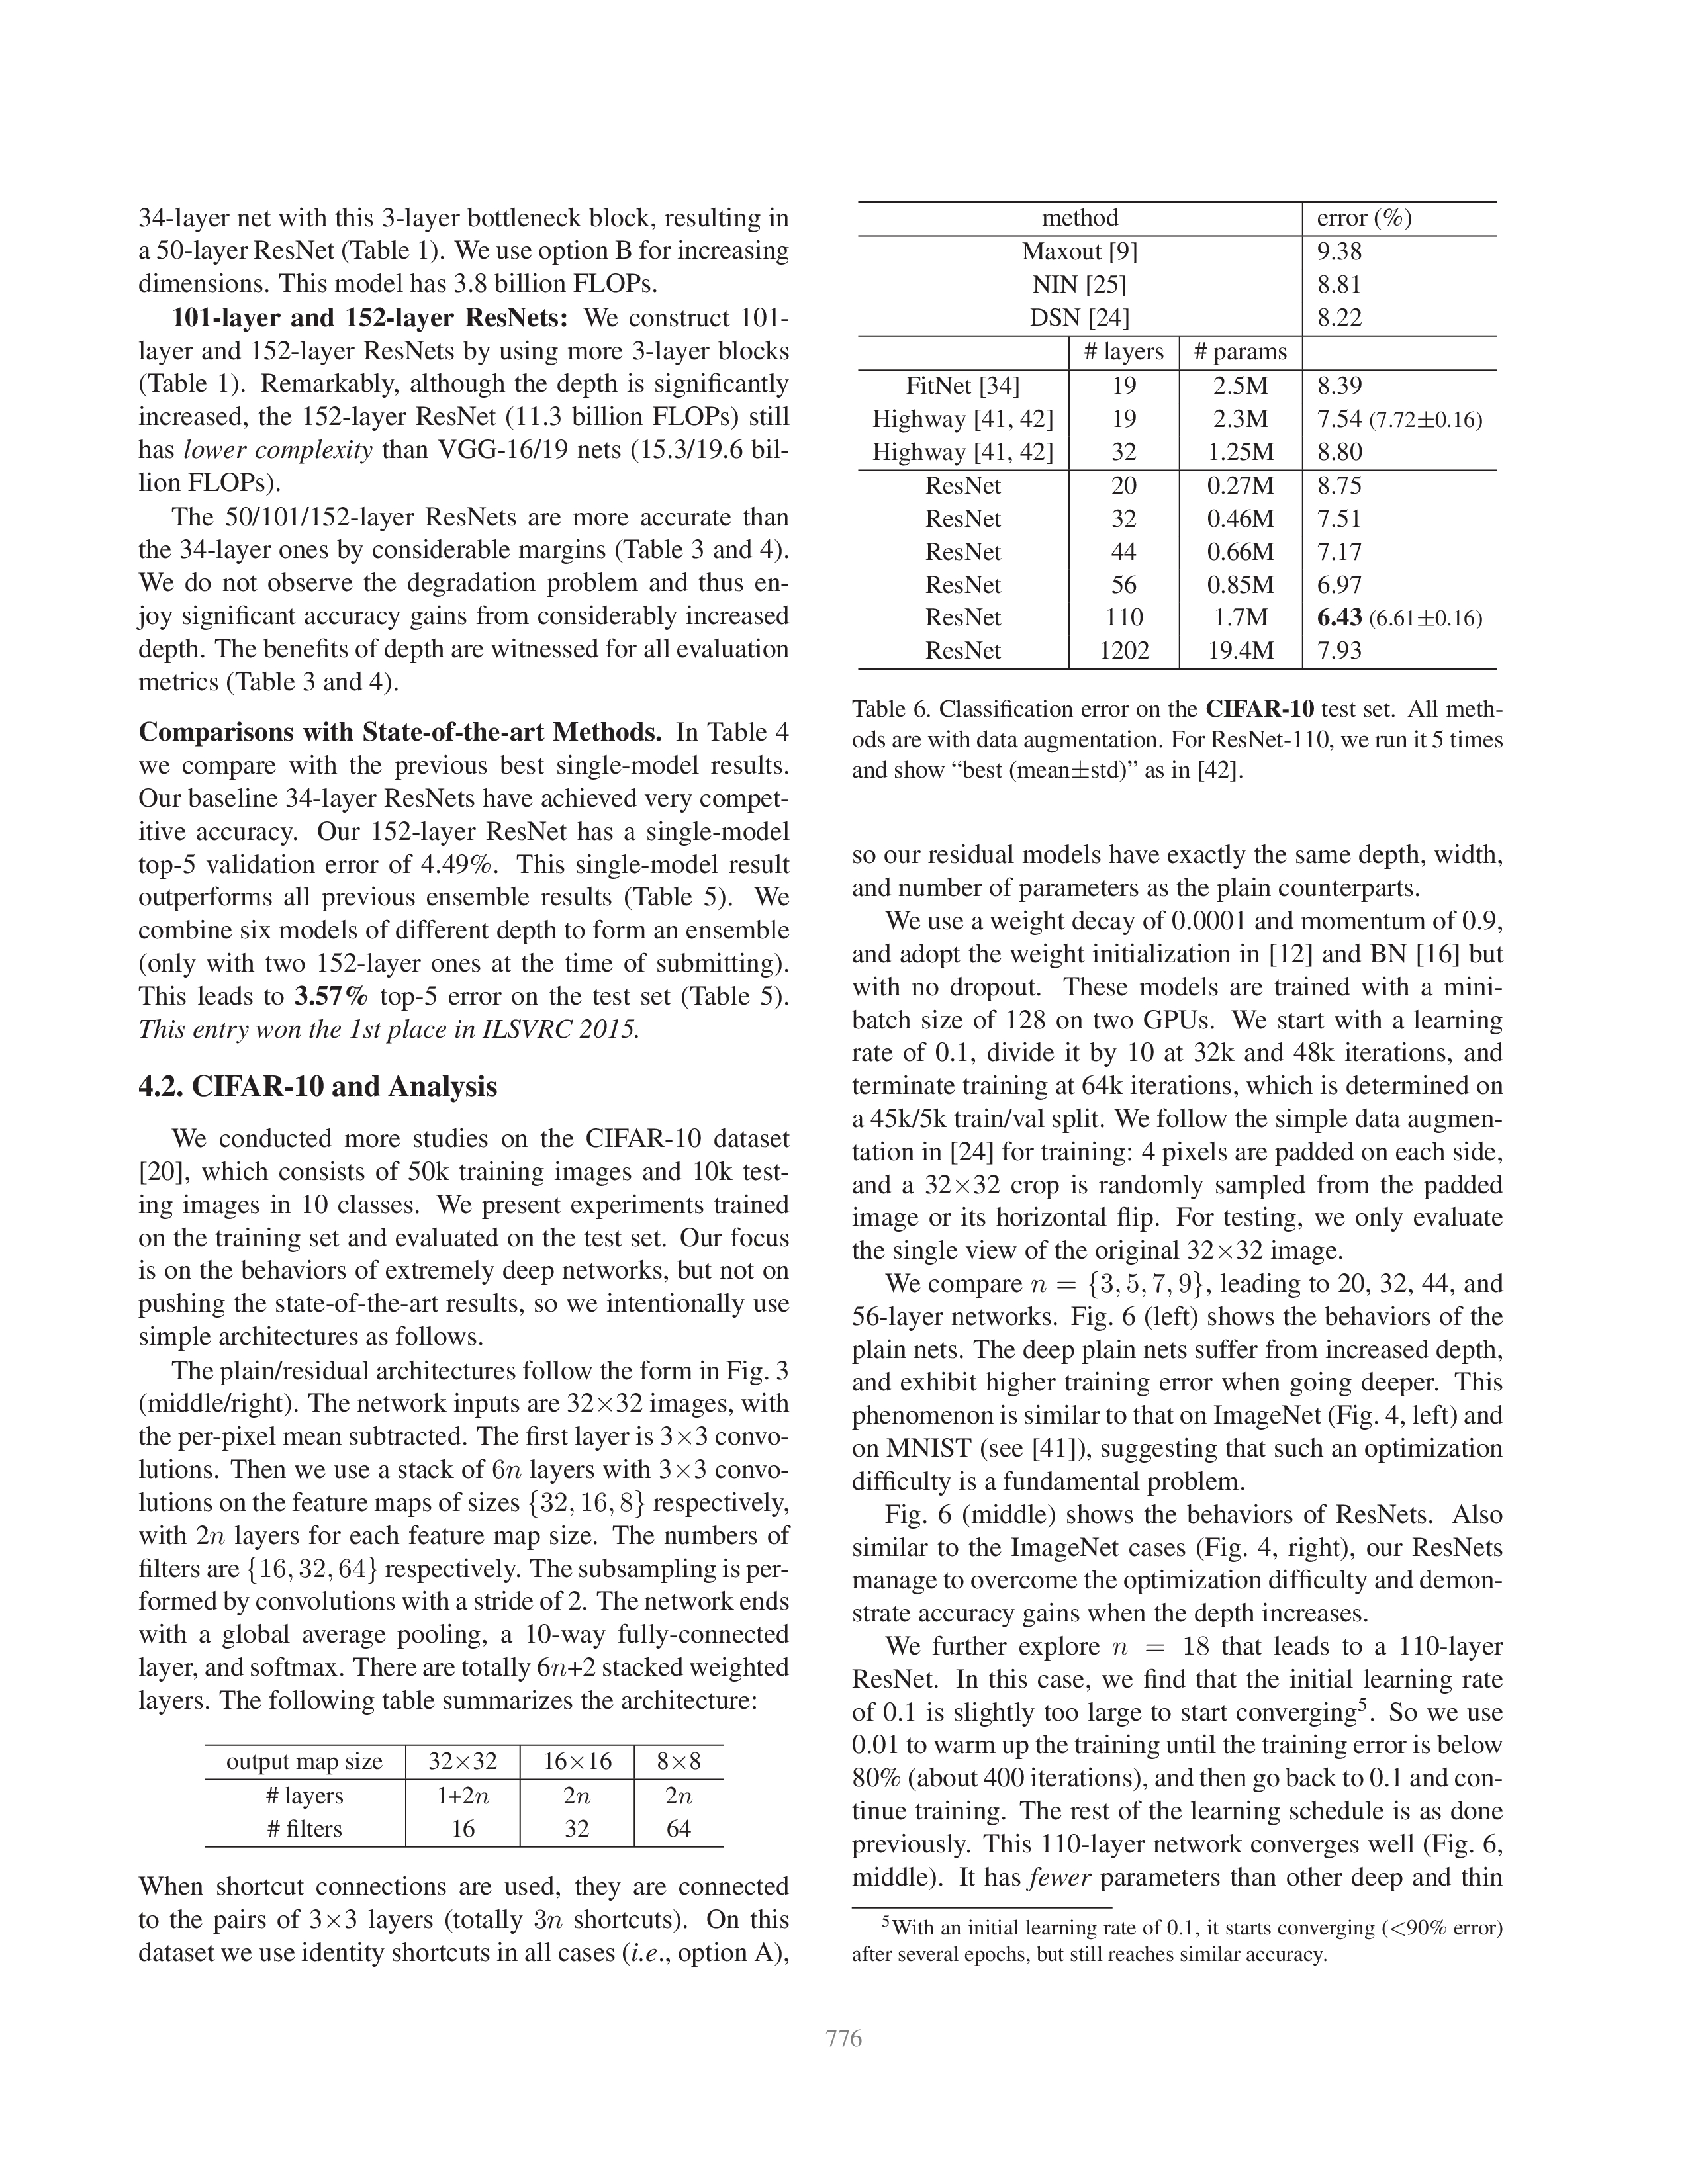 34-layer net with this 3-layer bottleneck block, resulting in
a 50-layer ResNet (Table 1). We use option B for increasing
dimensions. This model has 3.8 billion FLOPs.
101-layer and 152-layer ResNets: We construct 101-
layer and 152-layer ResNets by using more 3-layer blocks
(Table 1). Remarkably, although the depth is significantly
increased, the 152-layer ResNet (11.3 billion FLOPs) still
has lower complexity than VGG-16/19 nets (15.3/19.6 bil-
lion FLOPs).
The 50/101/152-layer ResNets are more accurate than
the 34-layer ones by considerable margins (Table 3 and 4).
We do not observe the degradation problem and thus en-
joy significant accuracy gains from considerably increased
depth. The benefits of depth are witnessed for all evaluation
metrics (Table 3 and 4).
Comparisons with State-of-the-art Methods. In Table 4
we compare with the previous best single-model results.
Our baseline 34-layer ResNets have achieved very compet-
itive accuracy. Our 152-layer ResNet has a single-model
top-5 validation error of 4.49%. This single-model result
outperforms all previous ensemble results (Table 5). We
combine six models of different depth to form an ensemble
(only with two 152-layer ones at the time of submitting).
This leads to 3.57% top-5 error on the test set (Table 5).
This entry won the 1st place in ILSVRC 2015.
4.2. CIFAR-10 and Analysis
We conducted more studies on the CIFAR-10 dataset
[20], which consists of 50k training images and 10k test-
ing images in 10 classes. We present experiments trained
on the training set and evaluated on the test set. Our focus
is on the behaviors of extremely deep networks, but not on
pushing the state-of-the-art results, so we intentionally use
simple architectures as follows.
The plain/residual architectures follow the form in Fig. 3
(middle/right). The network inputs are 32×32 images, with
the per-pixel mean subtracted. The first layer is 3×3 convo-
lutions. Then we use a stack of 6n layers with 3×3 convo-
lutions on the feature maps of sizes {32, 16, 8} respectively,
with 2n layers for each feature map size. The numbers of
filters are {16, 32, 64} respectively. The subsampling is per-
formed by convolutions with a stride of 2. The network ends
with a global average pooling, a 10-way fully-connected
layer, and softmax. There are totally 6n+2 stacked weighted
layers. The following table summarizes the architecture:
output map size 32×32 16×16 8×8
# layers 1+2n 2n 2n
# filters 16 32 64
When shortcut connections are used, they are connected
to the pairs of 3×3 layers (totally 3n shortcuts). On this
dataset we use identity shortcuts in all cases (i.e., option A),
method error (%)
Maxout [9] 9.38
NIN [25] 8.81
DSN [24] 8.22
# layers # params
FitNet [34] 19 2.5M 8.39
Highway [41, 42] 19 2.3M 7.54 (7.72±0.16)
Highway [41, 42] 32 1.25M 8.80
ResNet 20 0.27M 8.75
ResNet 32 0.46M 7.51
ResNet 44 0.66M 7.17
ResNet 56 0.85M 6.97
ResNet 110 1.7M 6.43 (6.61±0.16)
ResNet 1202 19.4M 7.93
Table 6. Classification error on the CIFAR-10 test set. All meth-
ods are with data augmentation. For ResNet-110, we run it 5 times
and show “best (mean±std)” as in [42].
so our residual models have exactly the same depth, width,
and number of parameters as the plain counterparts.
We use a weight decay of 0.0001 and momentum of 0.9,
and adopt the weight initialization in [12] and BN [16] but
with no dropout. These models are trained with a mini-
batch size of 128 on two GPUs. We start with a learning
rate of 0.1, divide it by 10 at 32k and 48k iterations, and
terminate training at 64k iterations, which is determined on
a 45k/5k train/val split. We follow the simple data augmen-
tation in [24] for training: 4 pixels are padded on each side,
and a 32×32 crop is randomly sampled from the padded
image or its horizontal flip. For testing, we only evaluate
the single view of the original 32×32 image.
We compare n = {3, 5, 7, 9}, leading to 20, 32, 44, and
56-layer networks. Fig. 6 (left) shows the behaviors of the
plain nets. The deep plain nets suffer from increased depth,
and exhibit higher training error when going deeper. This
phenomenon is similar to that on ImageNet (Fig. 4, left) and
on MNIST (see [41]), suggesting that such an optimization
difficulty is a fundamental problem.
Fig. 6 (middle) shows the behaviors of ResNets. Also
similar to the ImageNet cases (Fig. 4, right), our ResNets
manage to overcome the optimization difficulty and demon-
strate accuracy gains when the depth increases.
We further explore n = 18 that leads to a 110-layer
ResNet. In this case, we find that the initial learning rate
of 0.1 is slightly too large to start converging5. So we use
0.01 to warm up the training until the training error is below
80% (about 400 iterations), and then go back to 0.1 and con-
tinue training. The rest of the learning schedule is as done
previously. This 110-layer network converges well (Fig. 6,
middle). It has fewer parameters than other deep and thin
5With an initial learning rate of 0.1, it starts converging (<90% error)
after several epochs, but still reaches similar accuracy.
776